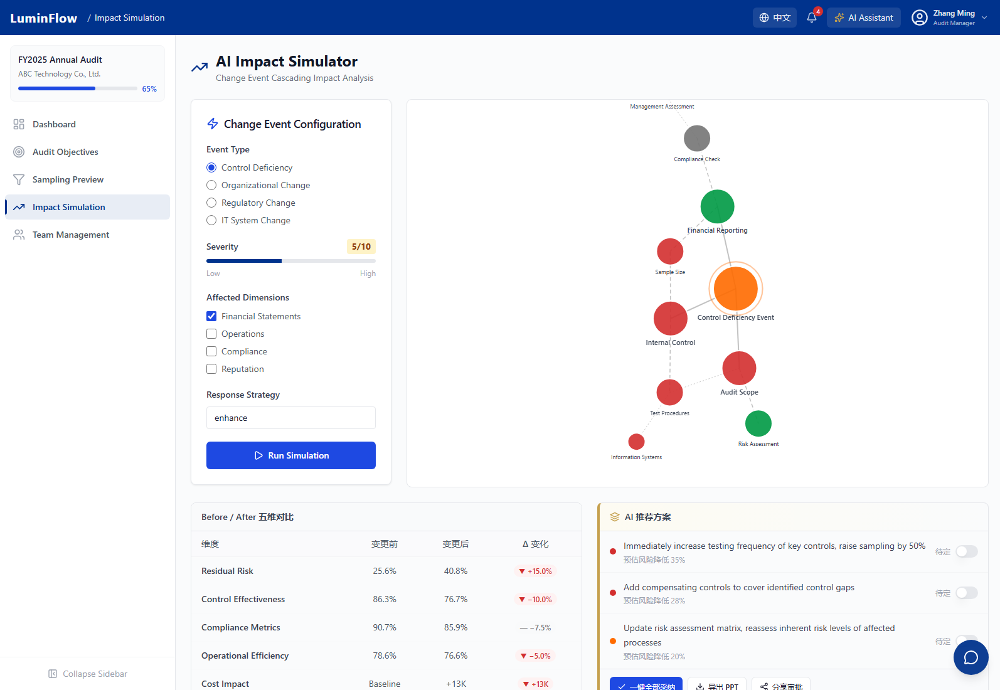 LuminFlow
/ Impact Simulation
中文
4
AI Assistant
Zhang Ming
Audit Manager
FY2025 Annual Audit
ABC Technology Co., Ltd.
65%
Dashboard
Audit Objectives
Sampling Preview
Impact Simulation
Team Management
Collapse Sidebar
AI Impact Simulator
Change Event Cascading Impact Analysis
Change Event Configuration
Event Type
Control Deficiency
Organizational Change
Regulatory Change
IT System Change
Severity
5/10
Low
High
Affected Dimensions
Financial Statements
Operations
Compliance
Reputation
Response Strategy
enhance
Run Simulation
Management Assessment
Compliance Check
Financial Reporting
Sample Size
Control Deficiency Event
Internal Control
Audit Scope
Test Procedures
Risk Assessment
Information Systems
Before / After 五维对比
维度 变更前 变更后 Δ 变化
Residual Risk 25.6% 40.8% ▼ +15.0%
Control Effectiveness 86.3% 76.7% ▼ −10.0%
Compliance Metrics 90.7% 85.9% — −7.5%
Operational Efficiency 78.6% 76.6% ▼ −5.0%
Cost Impact Baseline +13K ▼ +13K
AI 推荐方案
Immediately increase testing frequency of key controls, raise sampling by 50%
预估风险降低 35%
待定
Add compensating controls to cover identified control gaps
预估风险降低 28%
待定
Update risk assessment matrix, reassess inherent risk levels of affected
processes
预估风险降低 20%
待定
一键全部采纳
导出 PPT
分享审批